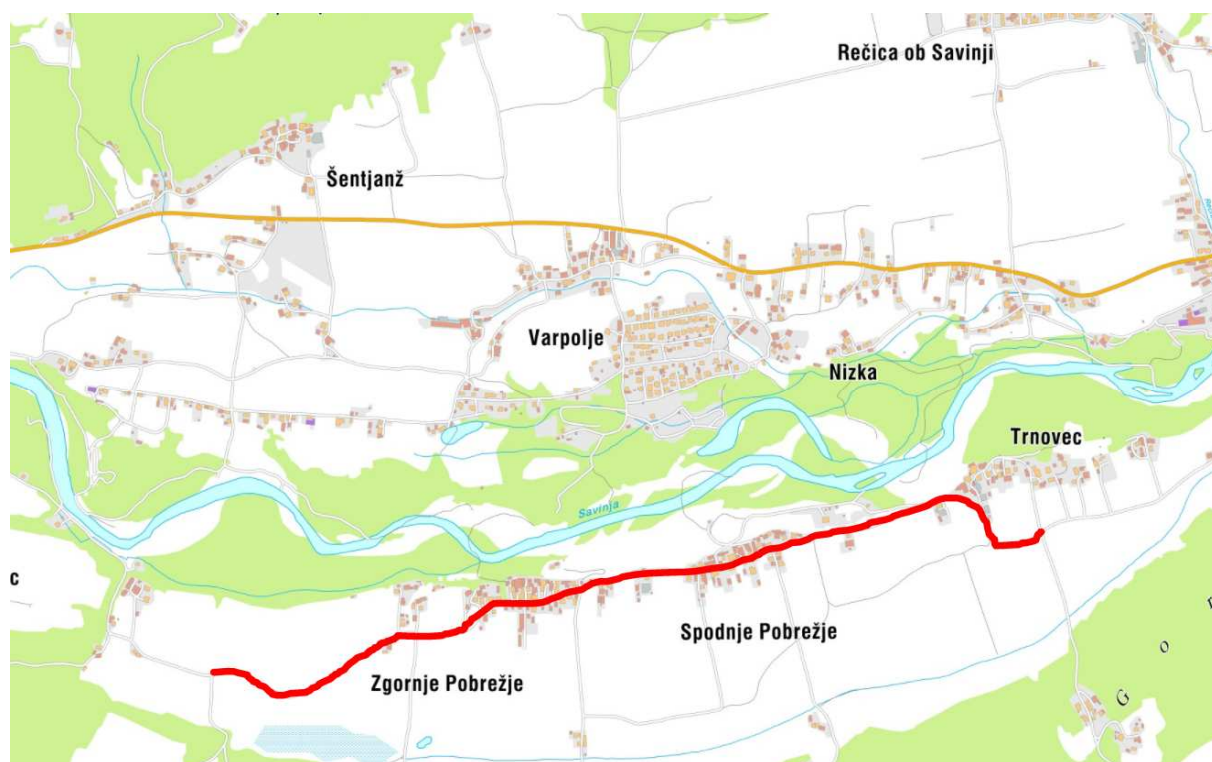 Rečica ob Savinji
Šentjanž
Varpolje
Nizka
Trnovec
Savinja
c
Spodnje Pobrežje
Zgornje Pobrežje
G o r